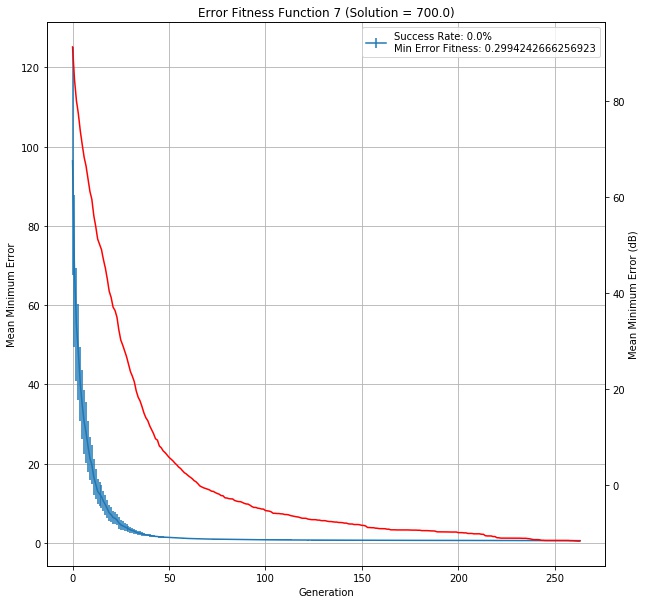 Error Fitness Function 7 (Solution = 700.0)
Success Rate: 0.0%
Min Error Fitness: 0.2994242666256923
Mean Minimum Error
120
100
80
60
40
20
0
80
60
40
20
0
Mean Minimum Error (dB)
0 50 100 150 200 250
Generation